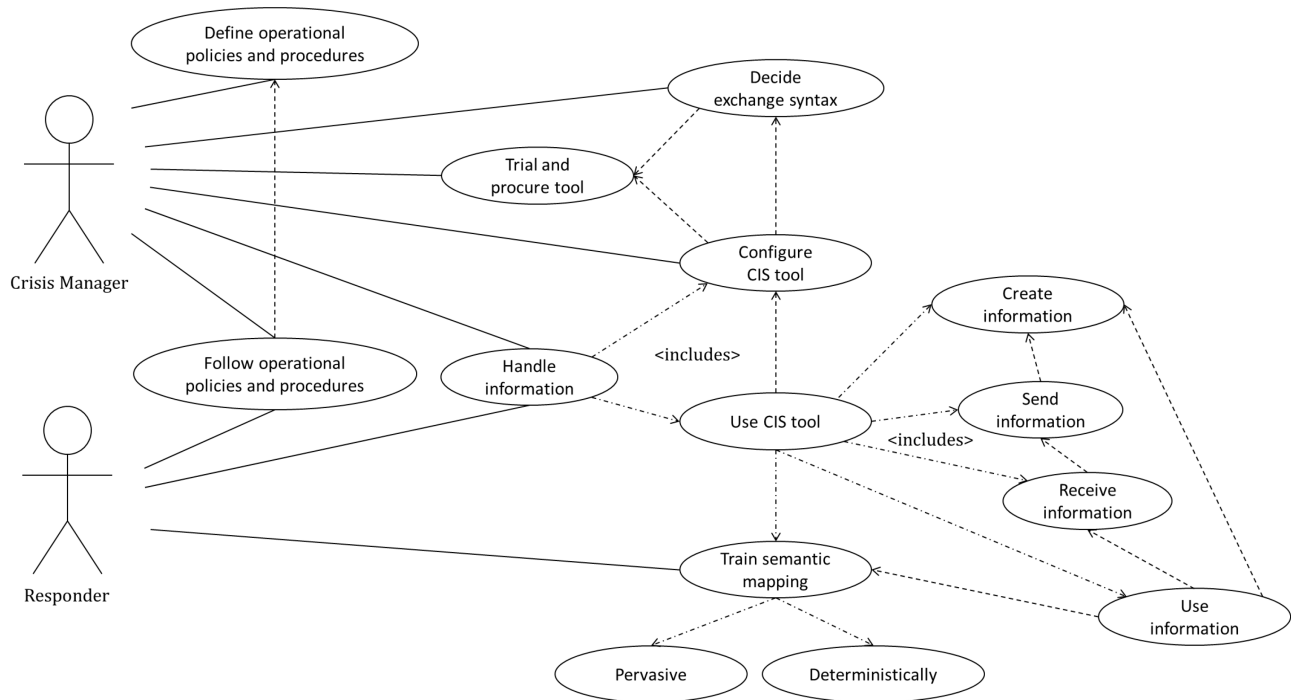 Define operational
policies and procedures
Decide
exchange syntax
Trial and
procure tool
Configure
CIS tool
Crisis Manager
Create
information
<includes>
Follow operational
policies and procedures
Handle
information
Use CIS tool
Send
information
<includes>
Receive
information
Train semantic
mapping
Responder
Use
information
Pervasive
Deterministically